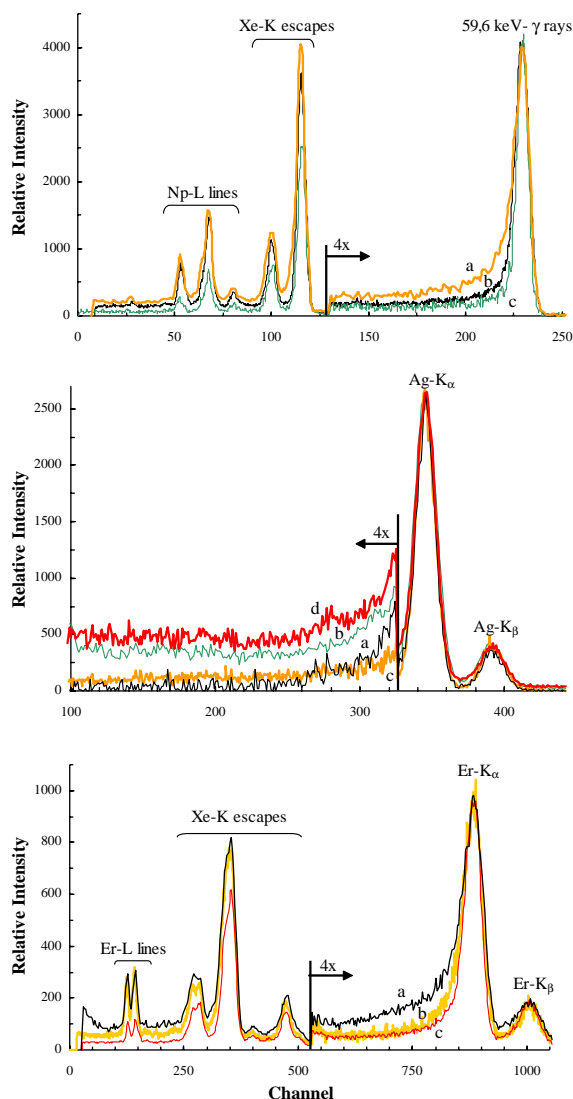 Xe-K escapes
59,6 keV- γ rays
4000
3000
2000
1000
0
Relative Intensity
Np-L lines
4x
a
b
c
0 50 100 150 200 250
Ag-Kα
2500
2000
1500
1000
500
0
Relative Intensity
4x
d
b
a
c
Ag-Kβ
100 200 300 400
Er-Kα
1000
800
600
400
200
0
Relative Intensity
Xe-K escapes
Er-L lines
4x
a
b
c
Er-Kβ
0 250 500 750 1000
Channel